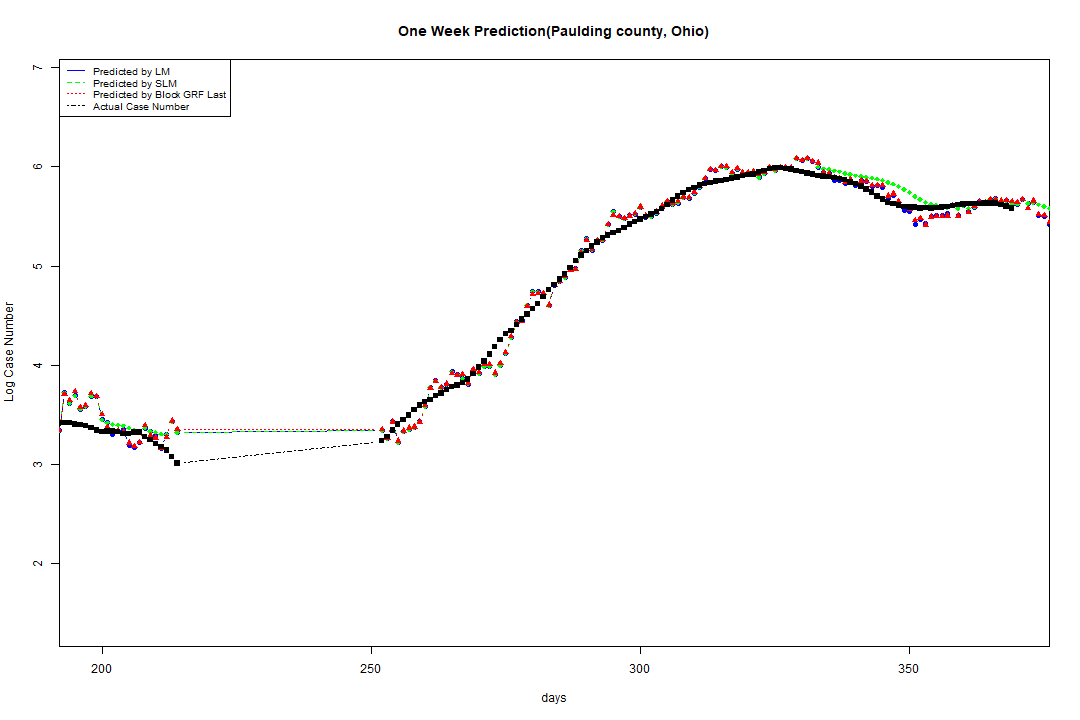 One Week Prediction(Paulding county, Ohio)
Predicted by LM
Predicted by SLM
Predicted by Block GRF Last
Actual Case Number
7
6
5
4
3
2
Log Case Number
200
250
300
350
days